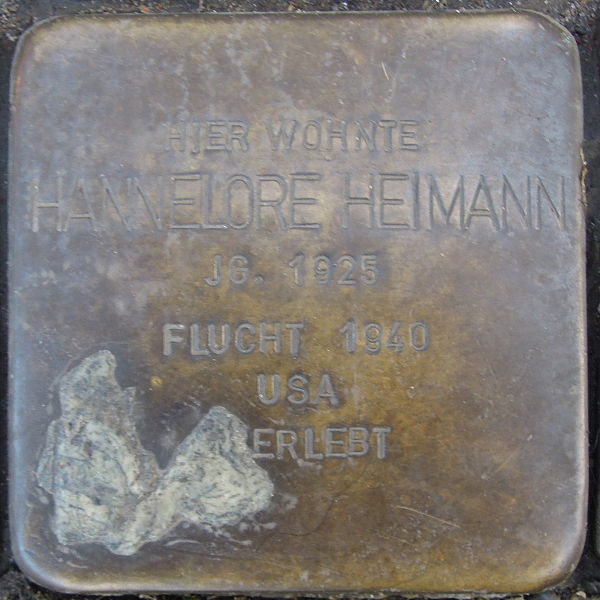 HIER WOHNTE
HANNELORE HEIMANN
JG. 1925
FLUCHT 1940
USA
ERLEBT